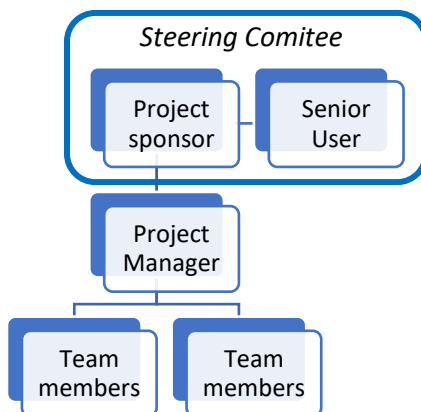 Steering Comitee
Project
sponsor
Senior
User
Project
Manager
Team
members
Team
members